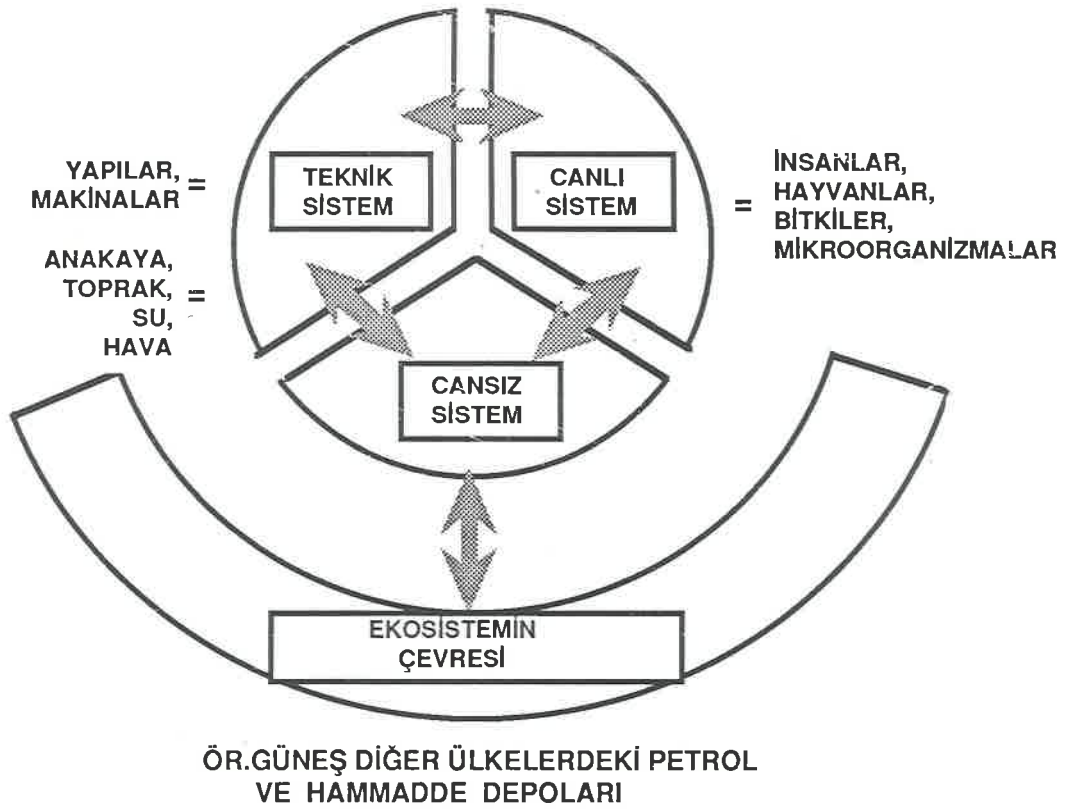 YAPILAR,
MAKİNALAR =
TEKNİK
SİSTEM
CANLI
SİSTEM
= İNSANLAR,
HAYVANLAR,
BİTKİLER,
MİKROORGANİZMALAR
ANAKAYA,
TOPRAK, =
SU,
HAVA
CANSIZ
SİSTEM
EKOSİSTEMİN
ÇEVRESİ
ÖR.GÜNEŞ DİĞER ÜLKELERDEKİ PETROL
VE HAMMADDE DEPOLARI